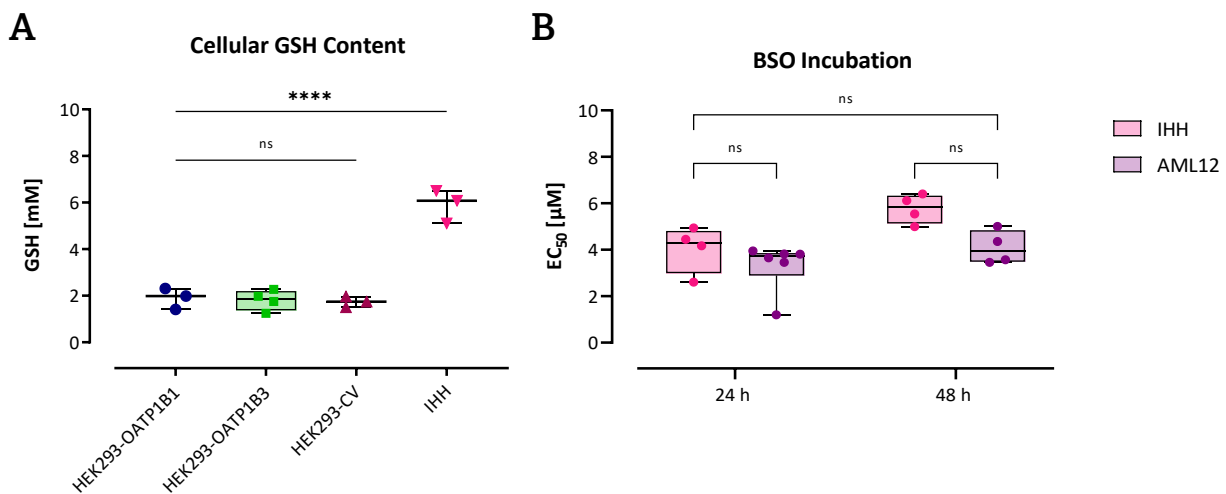 A
Cellular GSH Content
****
ns
GSH [mM]
10
8
6
4
2
0
HEK293-OATP1B1
HEK293-OATP1B3
HEK293-CV
IHH
B
BSO Incubation
ns
ns
ns
EC50 [µM]
10
8
6
4
2
0
24 h
48 h
IHH
AML12